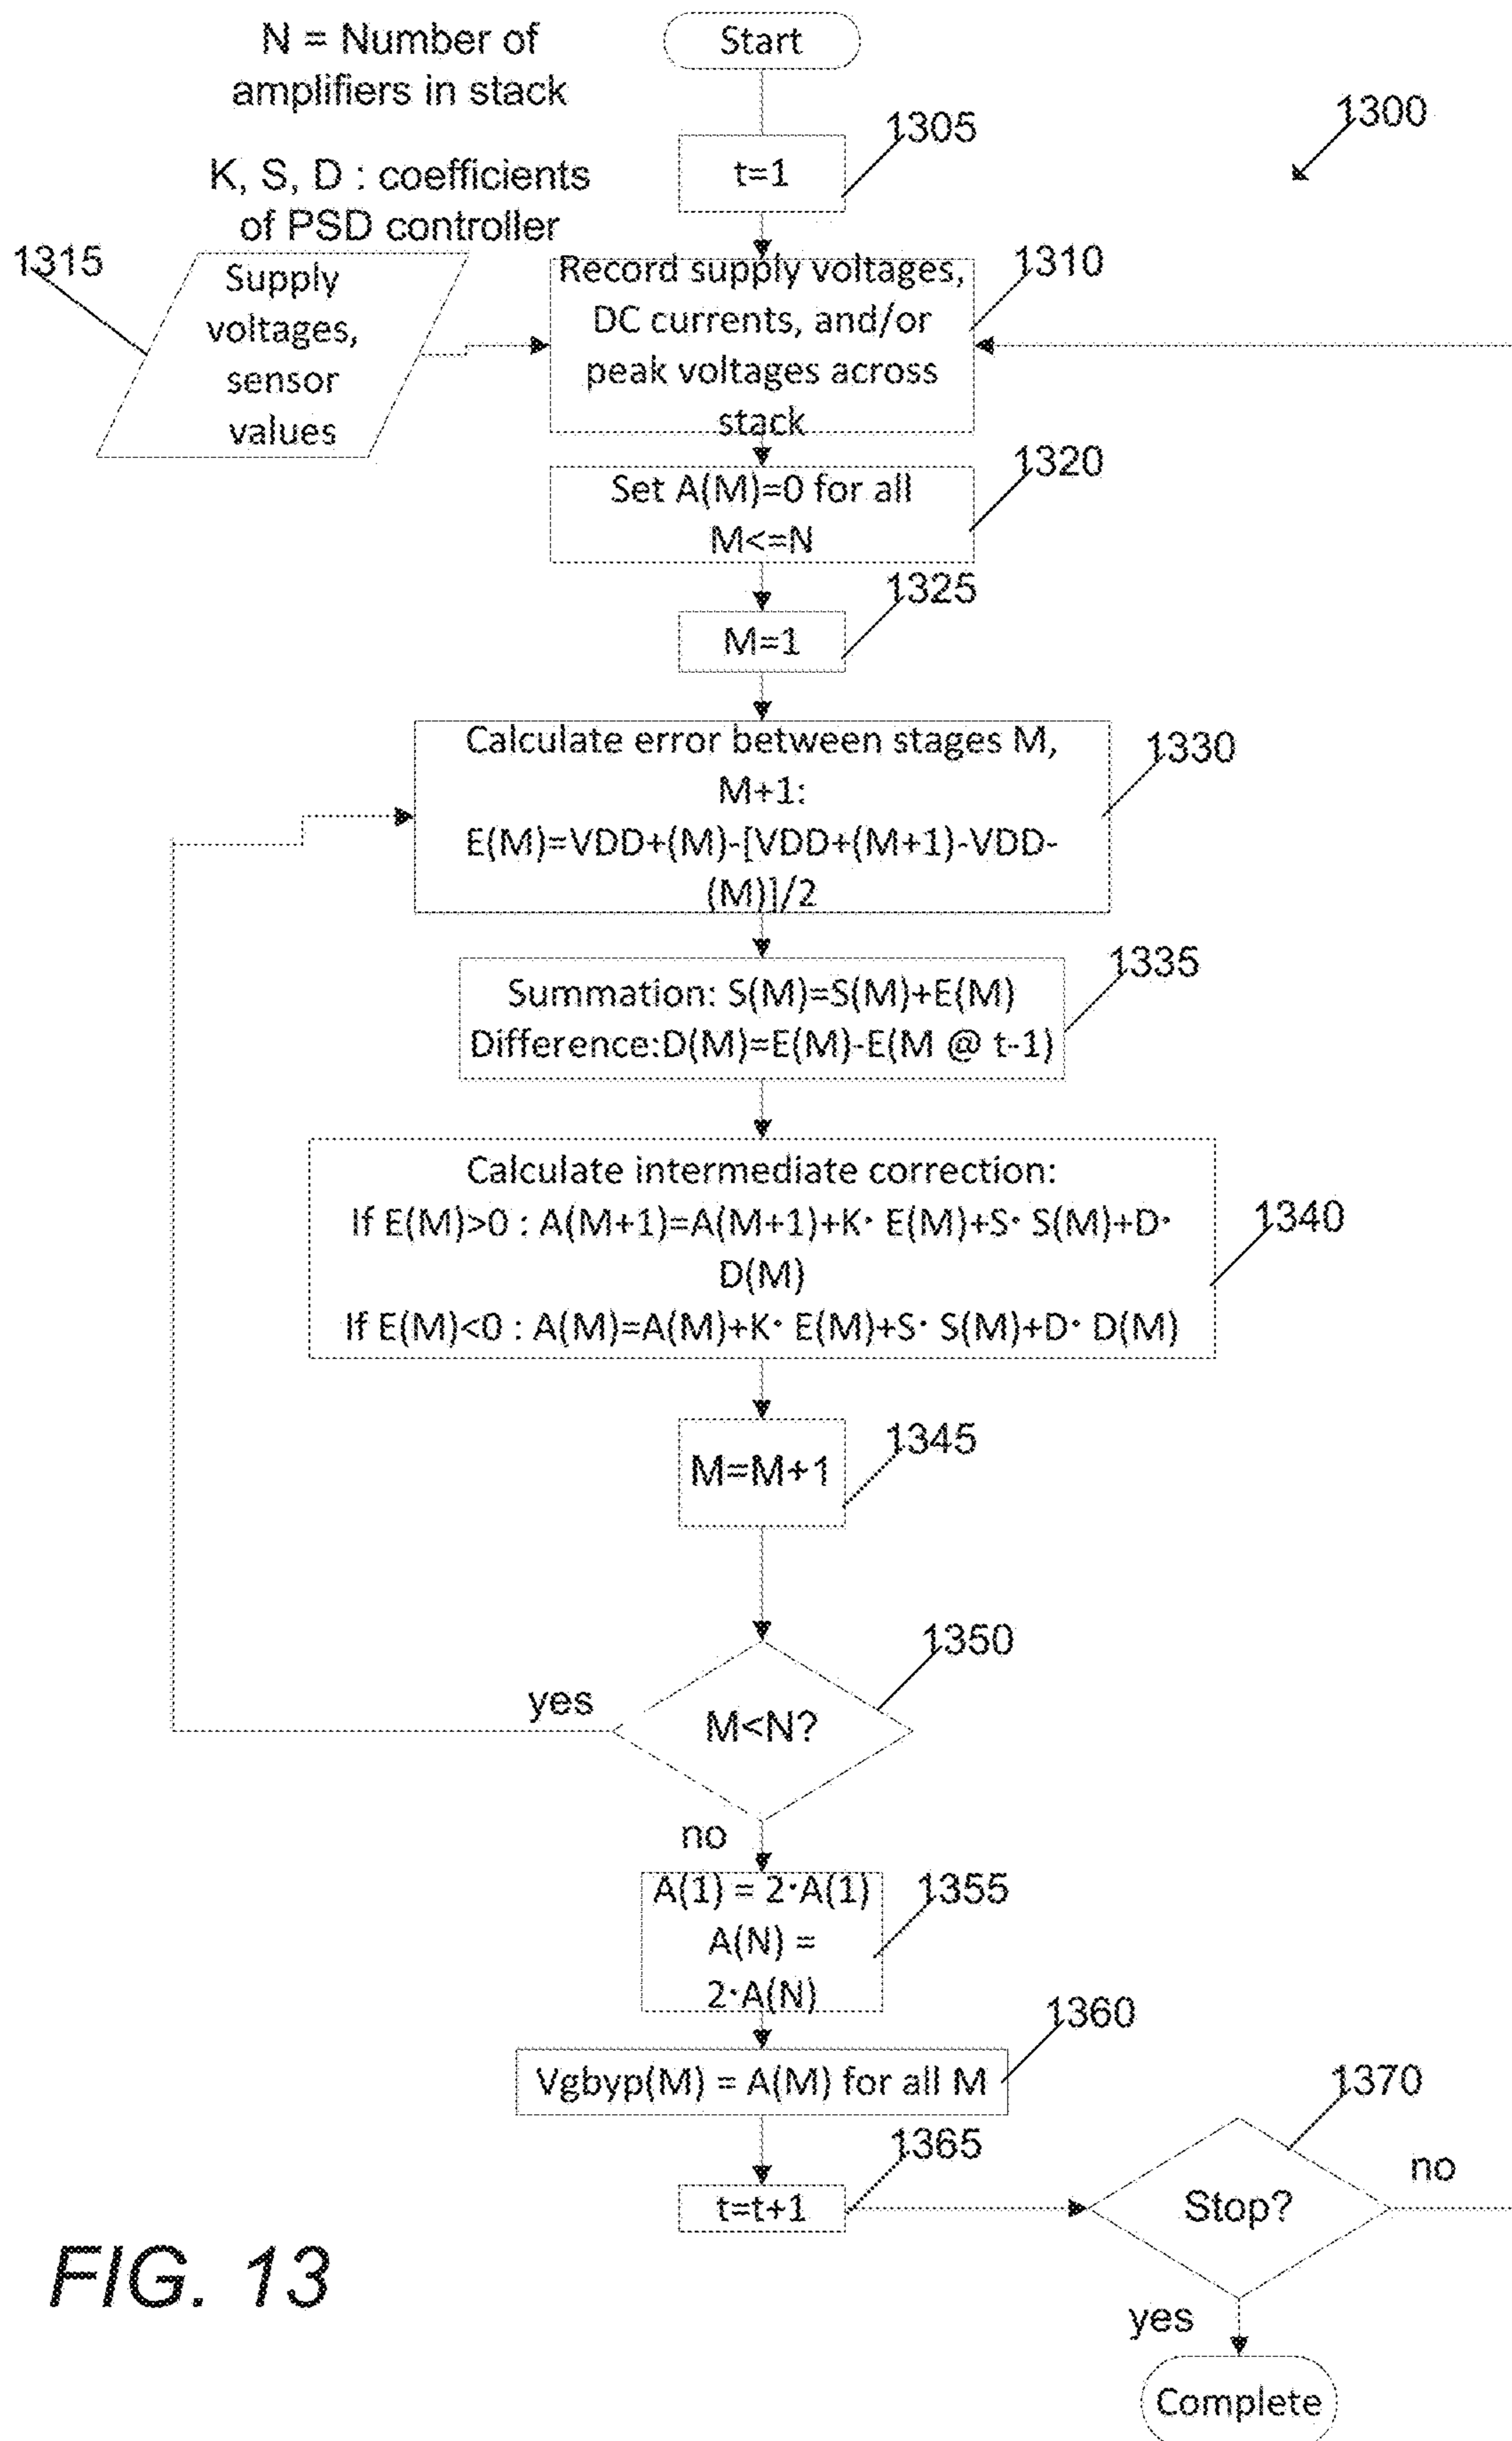 N = Number of
amplifiers in stack
K, S, D : coefficients
of PSD controller
Start
1300
1305
t=1
1315
Supply
voltages,
sensor
values
1310
Record supply voltages,
DC currents, and/or
peak voltages across
stack
1320
Set A(M)=0 for all
M<=N
1325
M=1
1330
Calculate error between stages M,
M+1:
E(M)=VDD+(M)-[VDD+(M+1)-VDD-
(M)]/2
1335
Summation: S(M)=S(M)+E(M)
Difference:D(M)=E(M)-E(M @ t-1)
1340
Calculate intermediate correction:
If E(M)>0 : A(M+1)=A(M+1)+K· E(M)+S· S(M)+D·
D(M)
If E(M)<0 : A(M)=A(M)+K· E(M)+S· S(M)+D· D(M)
1345
M=M+1
1350
M<N?
yes
no
1355
A(1) = 2·A(1)
A(N) =
2·A(N)
1360
Vgbyp(M) = A(M) for all M
1365
t=t+1
1370
Stop?
no
yes
Complete
FIG. 13